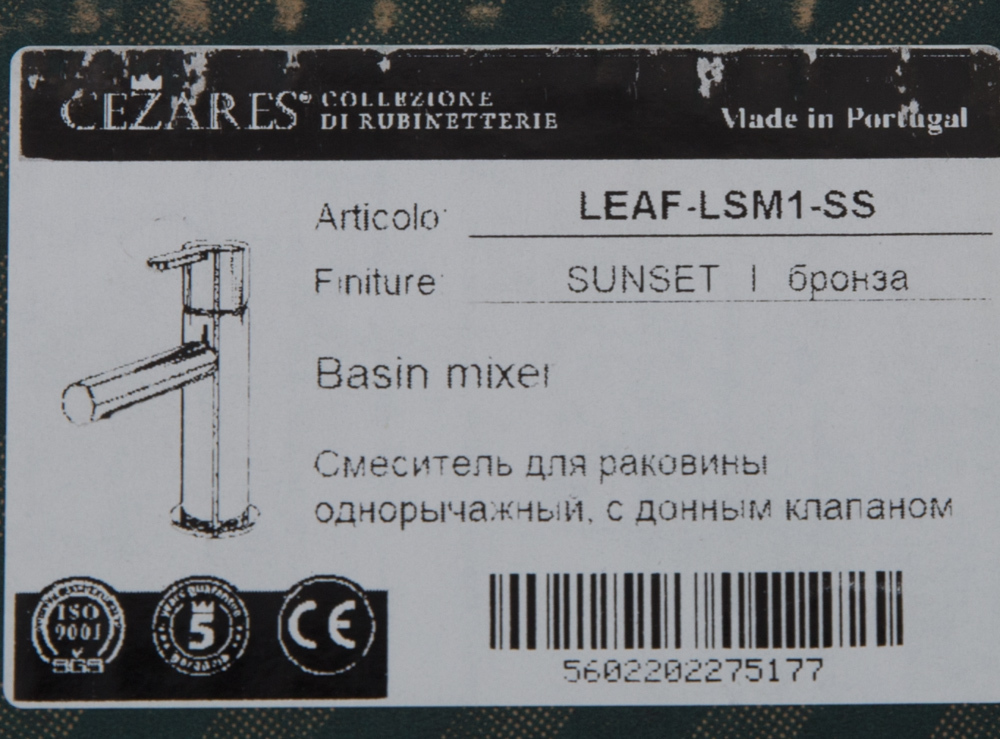 CEZARES® COLLEZIONE
DI RUBINETTERIE
Made in Portugal
Articolo: LEAF-LSM1-SS
Finiture: SUNSET | бронза
Basin mixer
Смеситель для раковины
однорычажный, с донным клапаном
ISO
9001
SGS
5
garanzia
CE
5602202275177